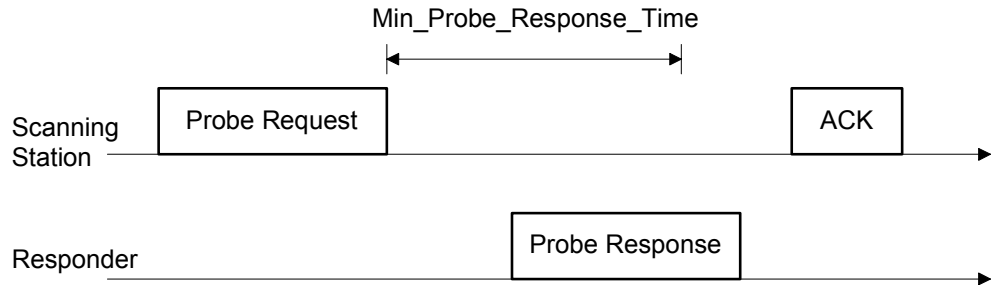 Min_Probe_Response_Time
Probe Request
ACK
Scanning
Station
Probe Response
Responder